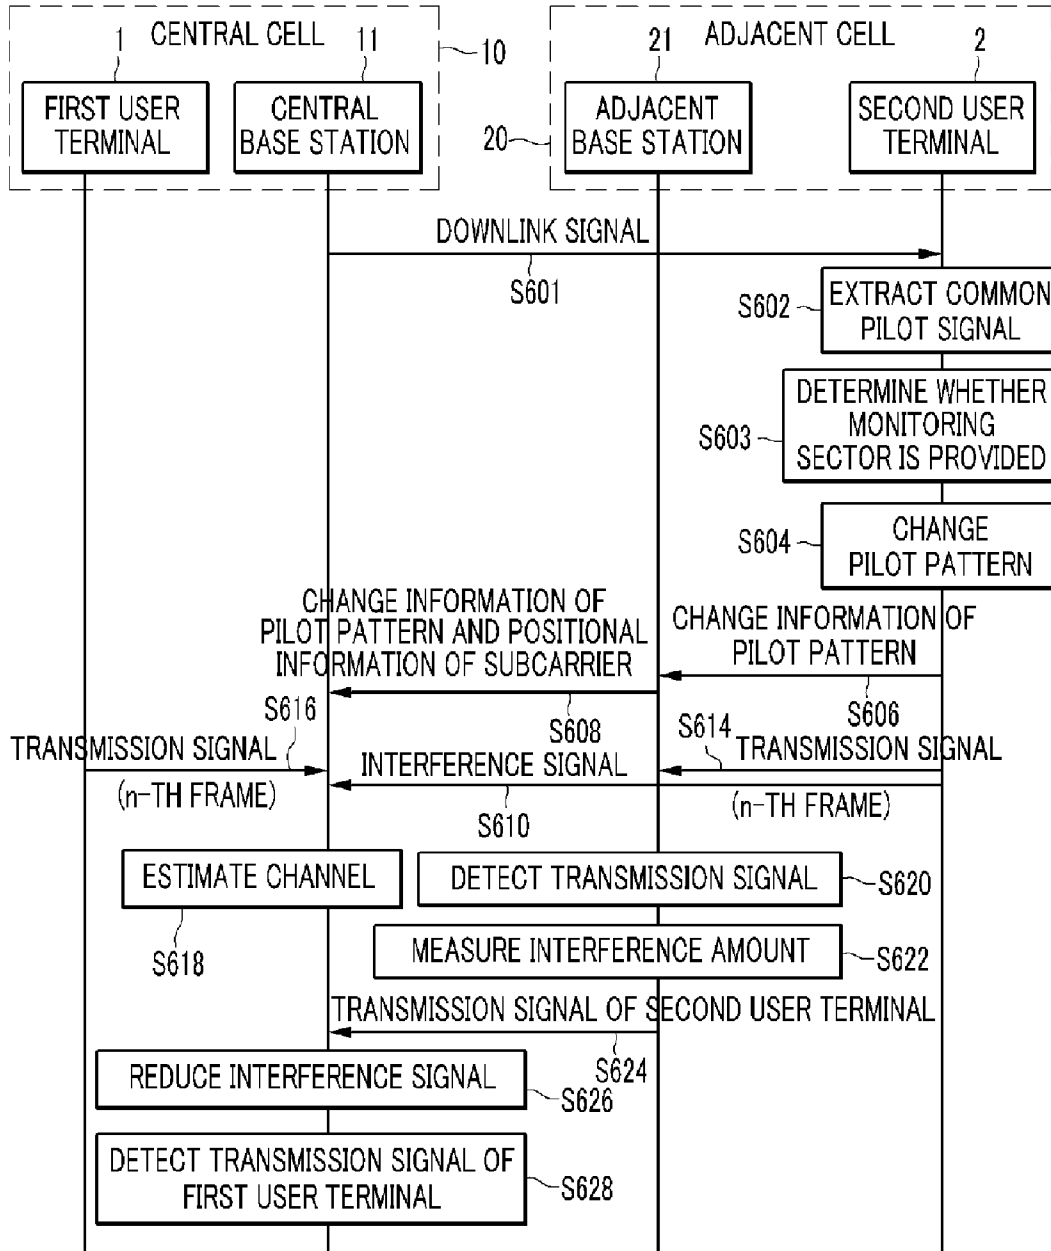 1
CENTRAL CELL
11
10
21
ADJACENT CELL
2
20
FIRST USER
TERMINAL
CENTRAL
BASE STATION
ADJACENT
BASE STATION
SECOND USER
TERMINAL
DOWNLINK SIGNAL
S601
S602
EXTRACT COMMON
PILOT SIGNAL
S603
DETERMINE WHETHER
MONITORING
SECTOR IS PROVIDED
S604
CHANGE
PILOT PATTERN
CHANGE INFORMATION OF
PILOT PATTERN AND POSITIONAL
INFORMATION OF SUBCARRIER
CHANGE INFORMATION OF
PILOT PATTERN
S616
S608
S614
S606
TRANSMISSION SIGNAL
(n-TH FRAME)
INTERFERENCE SIGNAL
S610
TRANSMISSION SIGNAL
(n-TH FRAME)
ESTIMATE CHANNEL
S618
DETECT TRANSMISSION SIGNAL
S620
MEASURE INTERFERENCE AMOUNT
S622
TRANSMISSION SIGNAL OF SECOND USER TERMINAL
S624
REDUCE INTERFERENCE SIGNAL
S626
DETECT TRANSMISSION SIGNAL OF
FIRST USER TERMINAL
S628